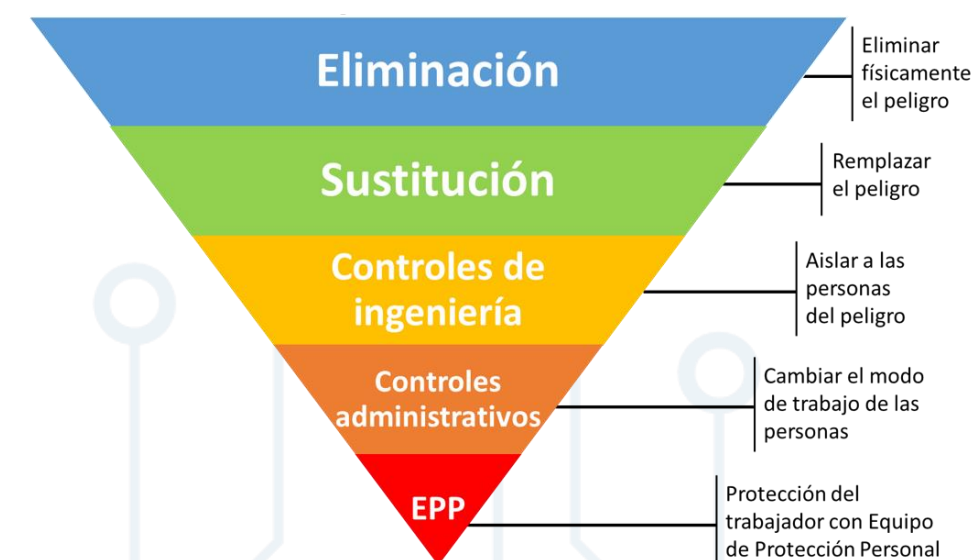 Eliminación
Eliminar
físicamente
el peligro
Sustitución
Remplazar
el peligro
Controles de
ingeniería
Aislar a las
personas
del peligro
Controles
administrativos
Cambiar el modo
de trabajo de las
personas
EPP
Protección del
trabajador con Equipo
de Protección Personal